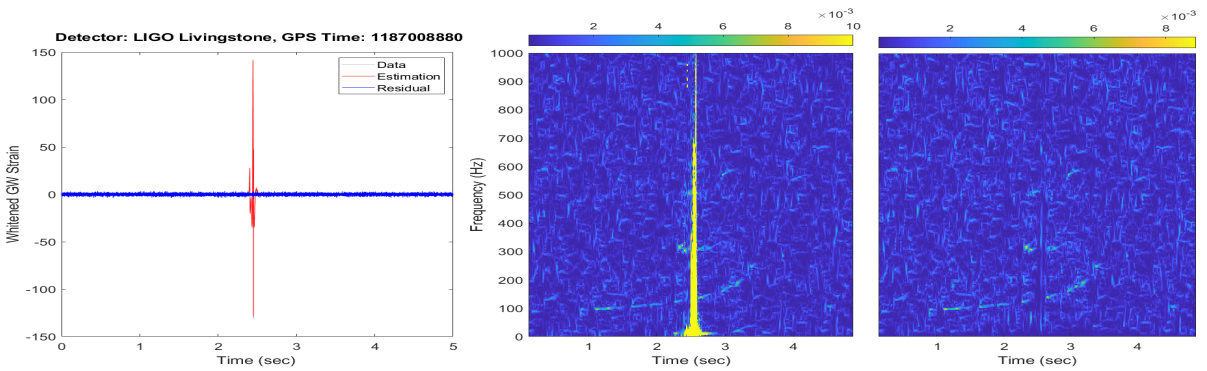 Detector: LIGO Livingstone, GPS Time: 1187008880
Data
Estimation
Residual
Whitened GW Strain
150
100
50
0
-50
-100
-150
0 1 2 3 4 5
Time (sec)
×10-3
2 4 6 8 10
Frequency (Hz)
1000
900
800
700
600
500
400
300
200
100
0
1 2 3 4
Time (sec)
×10-3
2 4 6 8
1 2 3 4
Time (sec)